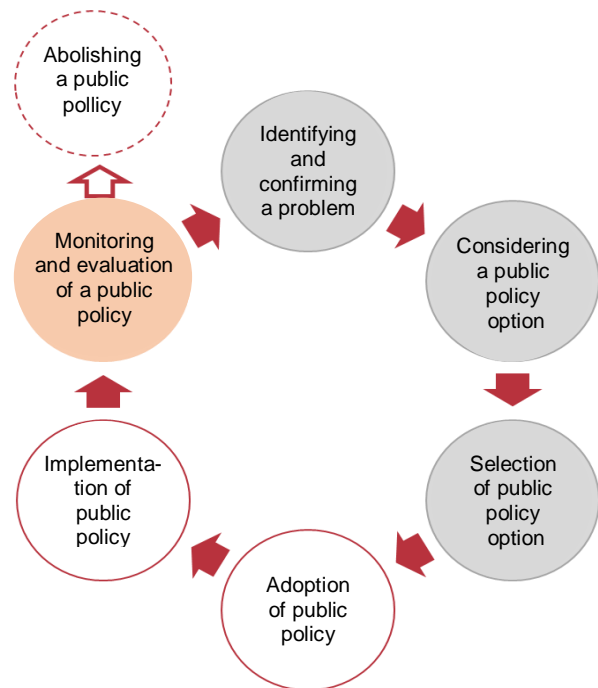 Abolishing
a public
pollicy
Identifying
and
confirming
a problem
Considering
a public
policy
option
Selection
of public
policy
option
Adoption
of public
policy
Implementa-
tion of
public
policy
Monitoring
and evaluation
of a public
policy